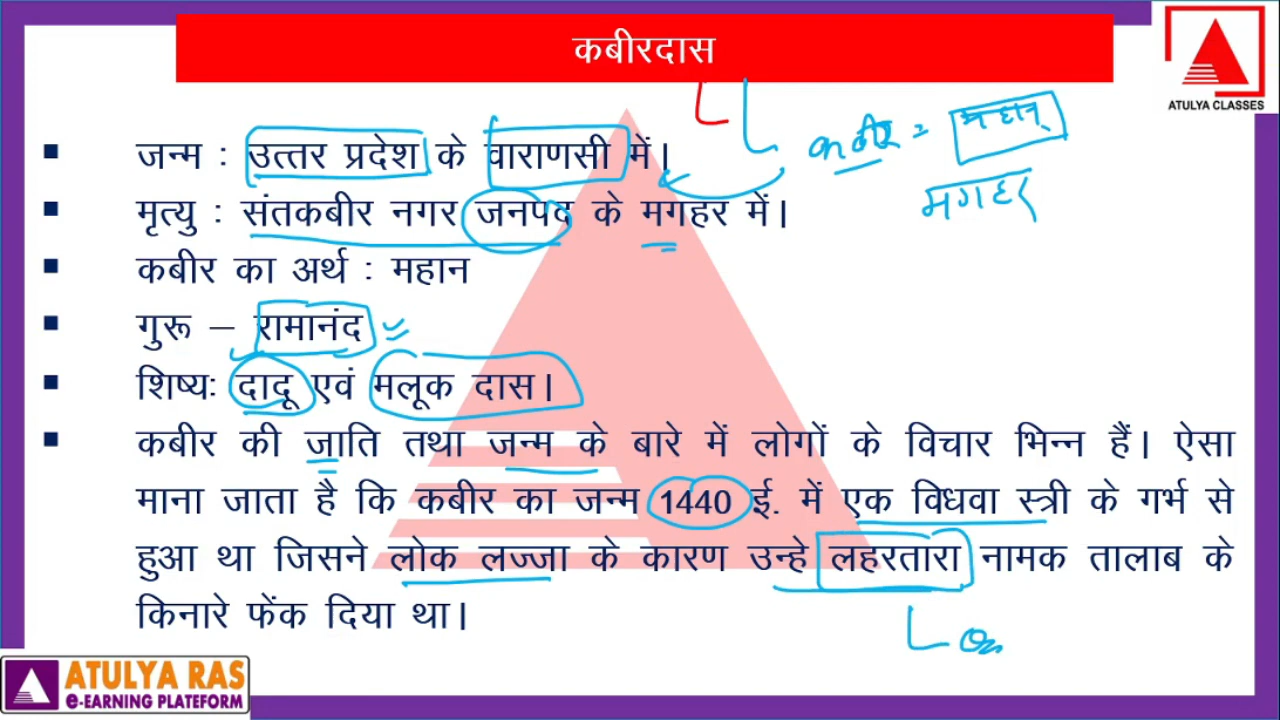 कबीरदास
ATULYA CLASSES
▪ जन्म : उत्तर प्रदेश के वाराणसी में।
कबीर = महान्
▪ मृत्यु : संतकबीर नगर जनपद के मगहर में।
मगहर
▪ कबीर का अर्थ : महान
▪ गुरू – रामानंद
▪ शिष्यः दादू एवं मलूक दास।
▪ कबीर की जाति तथा जन्म के बारे में लोगों के विचार भिन्न हैं। ऐसा
माना जाता है कि कबीर का जन्म 1440 ई. में एक विधवा स्त्री के गर्भ से
हुआ था जिसने लोक लज्जा के कारण उन्हे लहरतारा नामक तालाब के
किनारे फेंक दिया था।
ATULYA RAS
e-EARNING PLATEFORM